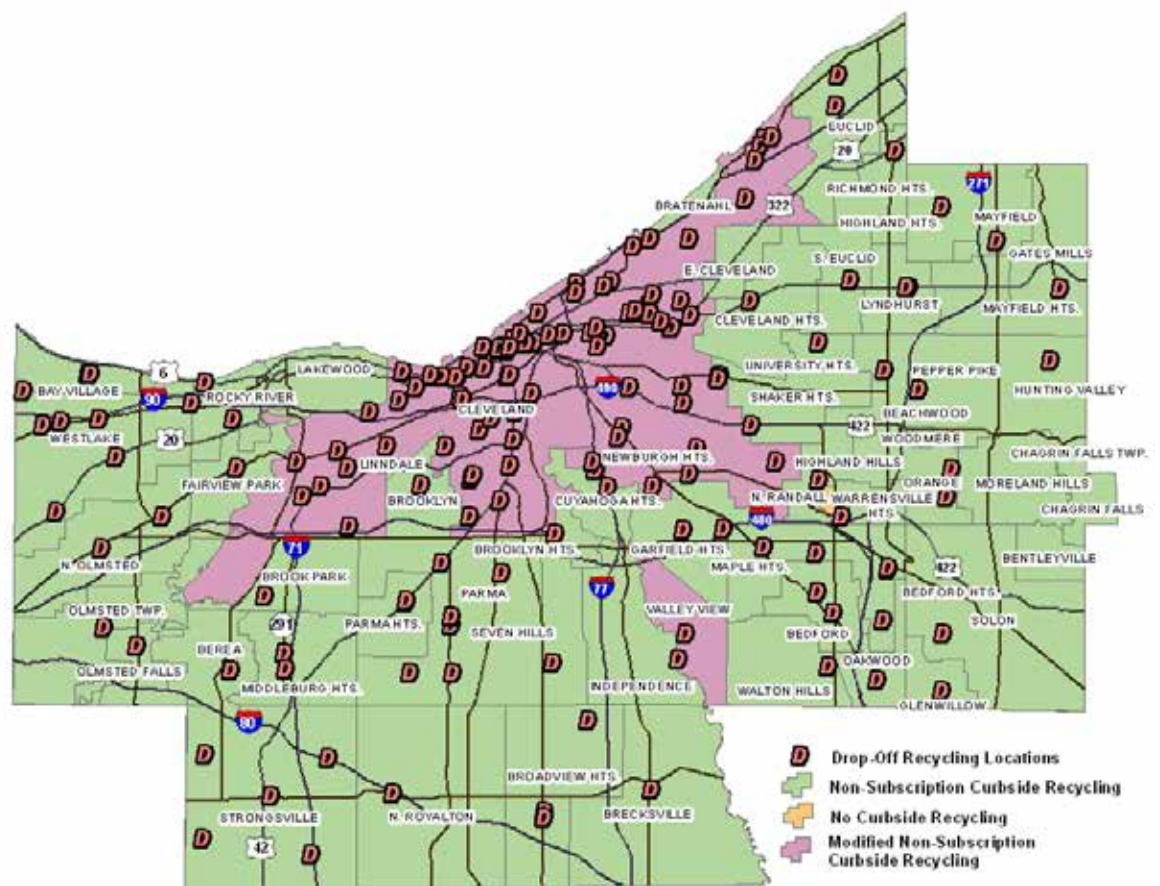 EUCLID
20
RICHMOND HTS.
271
BRATENAHL
322
HIGHLAND HTS.
MAYFIELD
GATES MILLS
S. EUCLID
E. CLEVELAND
LYNDHURST
MAYFIELD HTS.
CLEVELAND HTS.
6
LAKEWOOD
UNIVERSITY HTS.
BAY VILLAGE
90
ROCKY RIVER
490
PEPPER PIKE
HUNTING VALLEY
SHAKER HTS.
CLEVELAND
BEACHWOOD
422
WESTLAKE
20
WOODMERE
CHAGRIN FALLS TWP.
LINNDALE
NEWBURGH HTS.
HIGHLAND HILLS
FAIRVIEW PARK
BROOKLYN
CUYAHOGA HTS.
N. RANDALL
WARRENSVILLE HTS.
ORANGE
MORELAND HILLS
CHAGRIN FALLS
480
71
BROOKLYN HTS.
GARFIELD HTS.
BENTLEYVILLE
N. OLMSTED
MAPLE HTS.
422
BROOK PARK
77
PARMA
BEDFORD HTS.
OLMSTED TWP.
291
PARMA HTS.
SEVEN HILLS
VALLEY VIEW
BEDFORD
SOLON
BEREA
OAKWOOD
OLMSTED FALLS
MIDDLEBURG HTS.
INDEPENDENCE
WALTON HILLS
GLENWILLOW
80
BROADVIEW HTS.
STRONGSVILLE
N. ROYALTON
BRECKSVILLE
42
D Drop-Off Recycling Locations
Non-Subscription Curbside Recycling
No Curbside Recycling
Modified Non-Subscription
Curbside Recycling